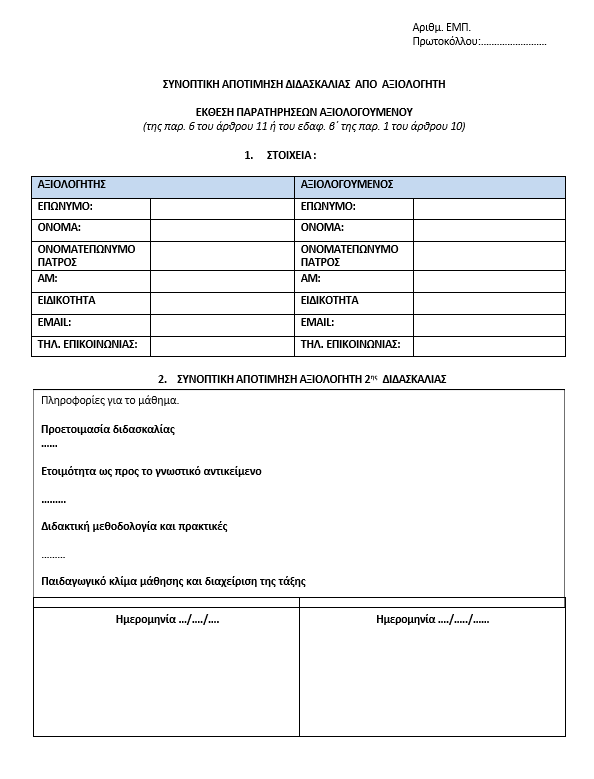 Αριθμ. ΕΜΠ.
Πρωτοκόλλου:........................
ΣΥΝΟΠΤΙΚΗ ΑΠΟΤΙΜΗΣΗ ΔΙΔΑΣΚΑΛΙΑΣ ΑΠΟ ΑΞΙΟΛΟΓΗΤΗ
ΕΚΘΕΣΗ ΠΑΡΑΤΗΡΗΣΕΩΝ ΑΞΙΟΛΟΓΟΥΜΕΝΟΥ
(της παρ. 6 του άρθρου 11 ή του εδαφ. β΄ της παρ. 1 του άρθρου 10)
1. ΣΤΟΙΧΕΙΑ :
ΑΞΙΟΛΟΓΗΤΗΣ ΑΞΙΟΛΟΓΟΥΜΕΝΟΣ
ΕΠΩΝΥΜΟ: ΕΠΩΝΥΜΟ:
ΟΝΟΜΑ: ΟΝΟΜΑ:
ΟΝΟΜΑΤΕΠΩΝΥΜΟ ΟΝΟΜΑΤΕΠΩΝΥΜΟ
ΠΑΤΡΟΣ ΠΑΤΡΟΣ
ΑΜ: ΑΜ:
ΕΙΔΙΚΟΤΗΤΑ ΕΙΔΙΚΟΤΗΤΑ
EMAIL: EMAIL:
ΤΗΛ. ΕΠΙΚΟΙΝΩΝΙΑΣ: ΤΗΛ. ΕΠΙΚΟΙΝΩΝΙΑΣ:
2. ΣΥΝΟΠΤΙΚΗ ΑΠΟΤΙΜΗΣΗ ΑΞΙΟΛΟΓΗΤΗ 2ης ΔΙΔΑΣΚΑΛΙΑΣ
Πληροφορίες για το μάθημα.
Προετοιμασία διδασκαλίας
......
Ετοιμότητα ως προς το γνωστικό αντικείμενο
.........
Διδακτική μεθοδολογία και πρακτικές
.........
Παιδαγωγικό κλίμα μάθησης και διαχείριση της τάξης
Ημερομηνία .../..../.... Ημερομηνία ..../...../......